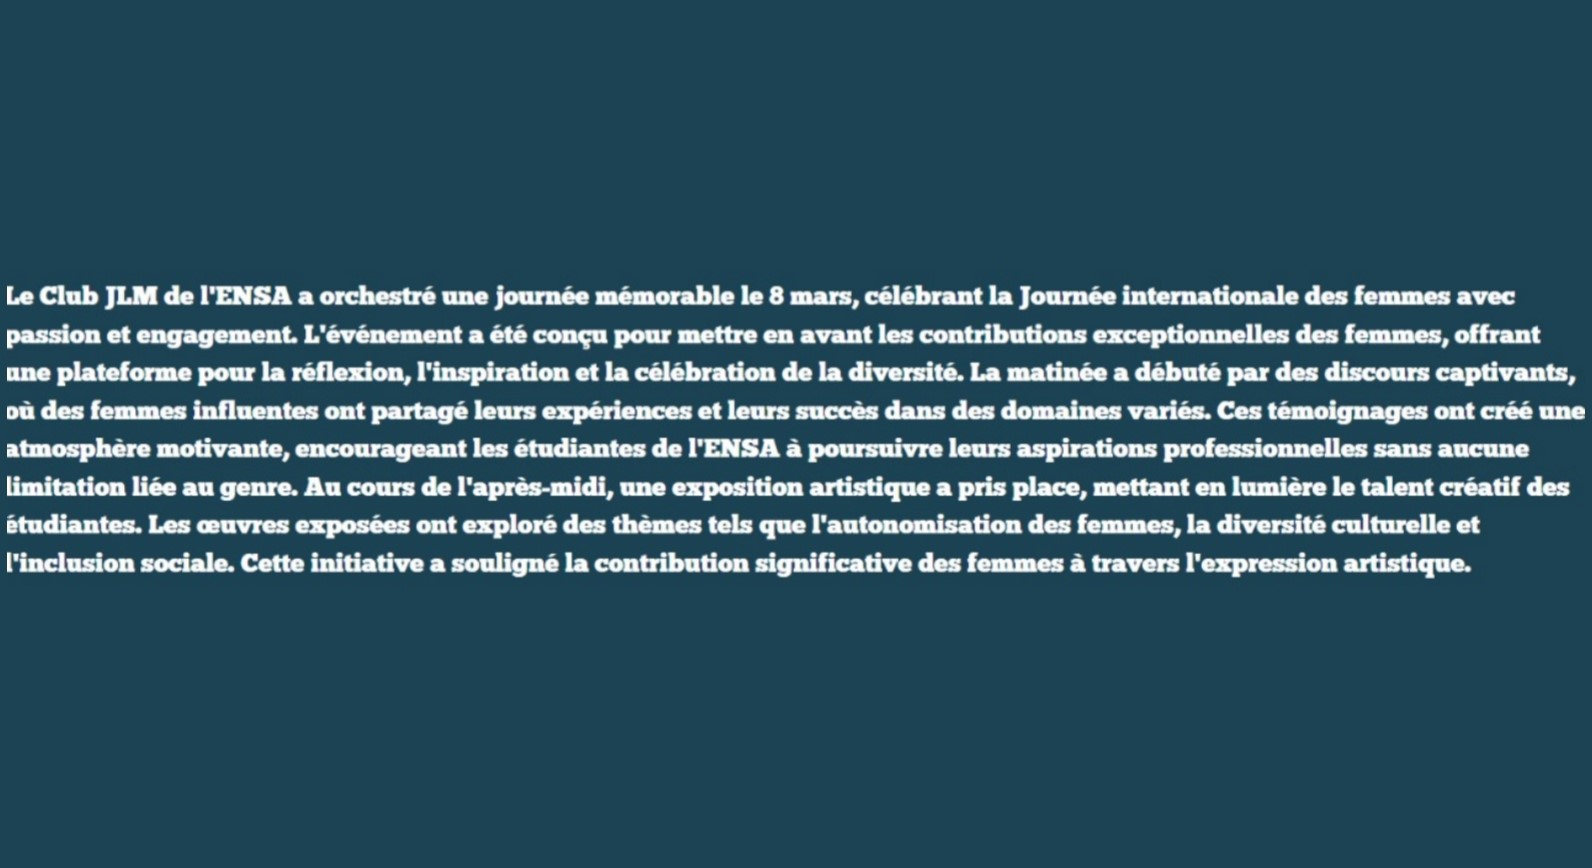 Le Club JLM de l'ENSA a orchestré une journée mémorable le 8 mars, célébrant la Journée internationale des femmes avec
passion et engagement. L'événement a été conçu pour mettre en avant les contributions exceptionnelles des femmes, offrant
une plateforme pour la réflexion, l'inspiration et la célébration de la diversité. La matinée a débuté par des discours captivants,
où des femmes influentes ont partagé leurs expériences et leurs succès dans des domaines variés. Ces témoignages ont créé une
atmosphère motivante, encourageant les étudiantes de l'ENSA à poursuivre leurs aspirations professionnelles sans aucune
limitation liée au genre. Au cours de l'après-midi, une exposition artistique a pris place, mettant en lumière le talent créatif des
étudiantes. Les œuvres exposées ont exploré des thèmes tels que l'autonomisation des femmes, la diversité culturelle et
l'inclusion sociale. Cette initiative a souligné la contribution significative des femmes à travers l'expression artistique.